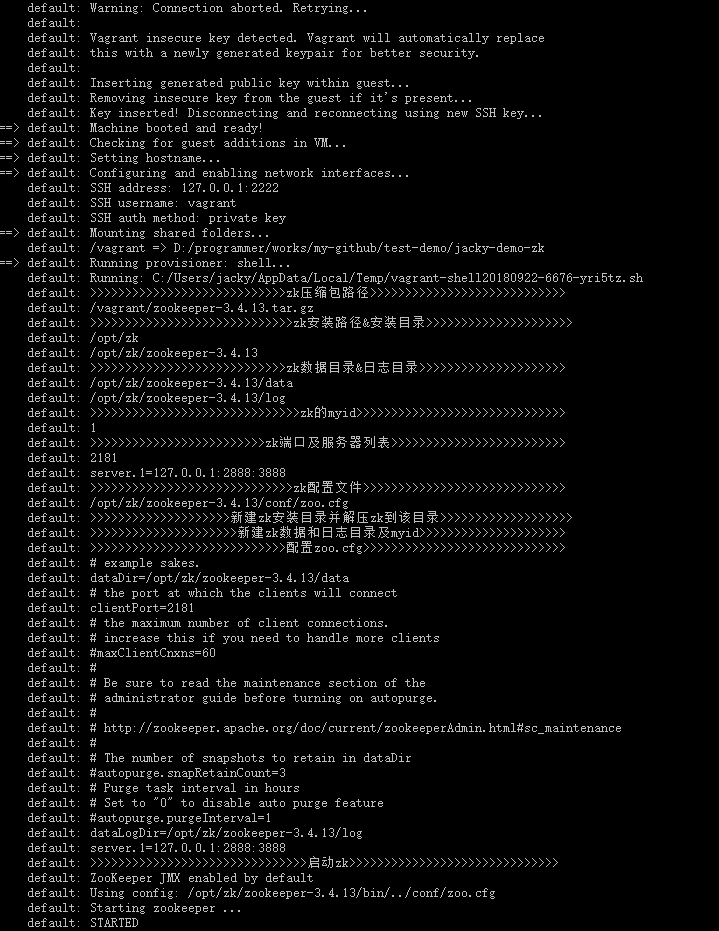 default: Warning: Connection aborted. Retrying...
default:
default: Vagrant insecure key detected. Vagrant will automatically replace
default: this with a newly generated keypair for better security.
default:
default: Inserting generated public key within guest...
default: Removing insecure key from the guest if it's present...
default: Key inserted! Disconnecting and reconnecting using new SSH key...
==> default: Machine booted and ready!
==> default: Checking for guest additions in VM...
==> default: Setting hostname...
==> default: Configuring and enabling network interfaces...
default: SSH address: 127.0.0.1:2222
default: SSH username: vagrant
default: SSH auth method: private key
==> default: Mounting shared folders...
default: /vagrant => D:/programmer/works/my-github/test-demo/jacky-demo-zk
==> default: Running provisioner: shell...
default: Running: C:/Users/jacky/AppData/Local/Temp/vagrant-shell20180922-6676-yri5tz.sh
default: >>>>>>>>>>>>>>>>>>>>>>>>>>>>zk压缩包路径>>>>>>>>>>>>>>>>>>>>>>>>>>>>
default: /vagrant/zookeeper-3.4.13.tar.gz
default: >>>>>>>>>>>>>>>>>>>>>>>>>>>>>zk安装路径&安装目录>>>>>>>>>>>>>>>>>>>>>
default: /opt/zk
default: /opt/zk/zookeeper-3.4.13
default: >>>>>>>>>>>>>>>>>>>>>>>>>>>>zk数据目录&日志目录>>>>>>>>>>>>>>>>>>>>>
default: /opt/zk/zookeeper-3.4.13/data
default: /opt/zk/zookeeper-3.4.13/log
default: >>>>>>>>>>>>>>>>>>>>>>>>>>>>>>zk的myid>>>>>>>>>>>>>>>>>>>>>>>>>>>>>>
default: 1
default: >>>>>>>>>>>>>>>>>>>>>>>>>zk端口及服务器列表>>>>>>>>>>>>>>>>>>>>>>>>>
default: 2181
default: server.1=127.0.0.1:2888:3888
default: >>>>>>>>>>>>>>>>>>>>>>>>>>>>>zk配置文件>>>>>>>>>>>>>>>>>>>>>>>>>>>>>
default: /opt/zk/zookeeper-3.4.13/conf/zoo.cfg
default: >>>>>>>>>>>>>>>>>>>>新建zk安装目录并解压zk到该目录>>>>>>>>>>>>>>>>>>>
default: >>>>>>>>>>>>>>>>>>>>>新建zk数据和日志目录及myid>>>>>>>>>>>>>>>>>>>>>
default: >>>>>>>>>>>>>>>>>>>>>>>>>>>>配置zoo.cfg>>>>>>>>>>>>>>>>>>>>>>>>>>>>>
default: # example sakes.
default: dataDir=/opt/zk/zookeeper-3.4.13/data
default: # the port at which the clients will connect
default: clientPort=2181
default: # the maximum number of client connections.
default: # increase this if you need to handle more clients
default: #maxClientCnxns=60
default: #
default: # Be sure to read the maintenance section of the
default: # administrator guide before turning on autopurge.
default: #
default: # http://zookeeper.apache.org/doc/current/zookeeperAdmin.html#sc_maintenance
default: #
default: # The number of snapshots to retain in dataDir
default: #autopurge.snapRetainCount=3
default: # Purge task interval in hours
default: # Set to "0" to disable auto purge feature
default: #autopurge.purgeInterval=1
default: dataLogDir=/opt/zk/zookeeper-3.4.13/log
default: server.1=127.0.0.1:2888:3888
default: >>>>>>>>>>>>>>>>>>>>>>>>>>>>>>>启动zk>>>>>>>>>>>>>>>>>>>>>>>>>>>>>>
default: ZooKeeper JMX enabled by default
default: Using config: /opt/zk/zookeeper-3.4.13/bin/../conf/zoo.cfg
default: Starting zookeeper ...
default: STARTED